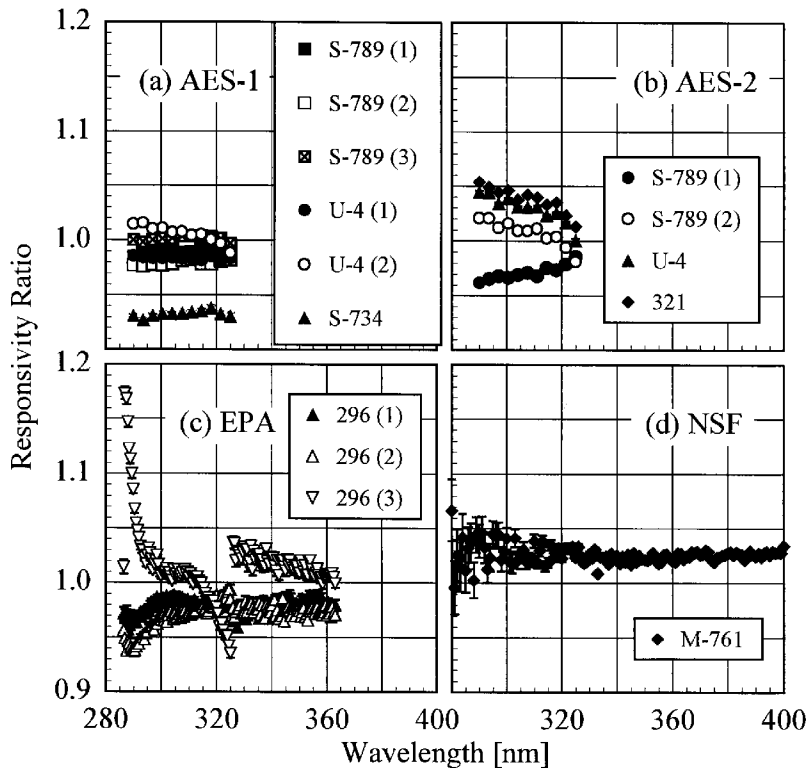 1.2
1.1
1.0
1.2
1.1
1.0
0.9
Responsivity Ratio
(a) AES-1
S-789 (1)
S-789 (2)
S-789 (3)
U-4 (1)
U-4 (2)
S-734
(b) AES-2
S-789 (1)
S-789 (2)
U-4
321
(c) EPA
296 (1)
296 (2)
296 (3)
(d) NSF
M-761
280 320 360 400 320 360 400
Wavelength [nm]